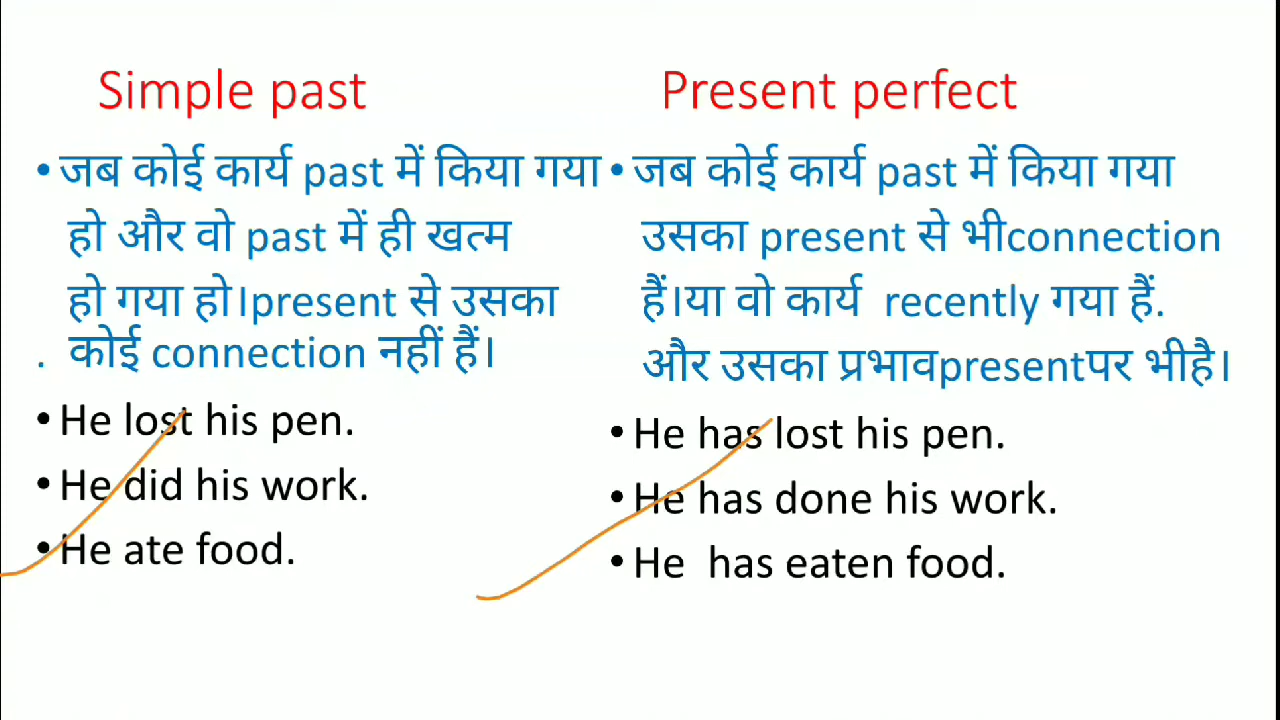 Simple past
• जब कोई कार्य past में किया गया
हो और वो past में ही खत्म
हो गया हो।present से उसका
. कोई connection नहीं हैं।
• He lost his pen.
• He did his work.
• He ate food.
Present perfect
• जब कोई कार्य past में किया गया
उसका present से भीconnection
हैं।या वो कार्य recently गया हैं.
और उसका प्रभावpresentपर भीहै।
• He has lost his pen.
• He has done his work.
• He has eaten food.